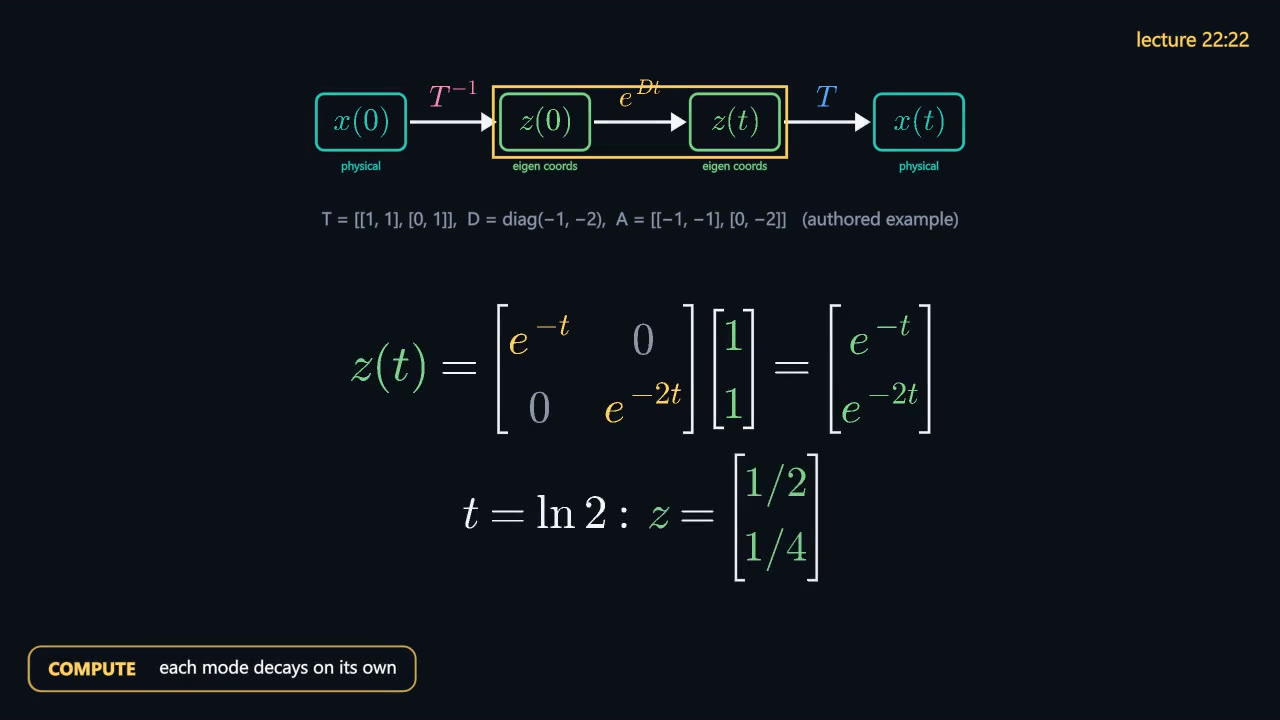 lecture 22:22
x(0) T⁻¹ z(0) e^{Dt} z(t) T x(t)
physical eigen coords eigen coords physical
T = [[1, 1], [0, 1]], D = diag(−1, −2), A = [[−1, −1], [0, −2]] (authored example)
z(t) = [e^{−t} 0; 0 e^{−2t}] [1; 1] = [e^{−t}; e^{−2t}]
t = ln 2 : z = [1/2; 1/4]
COMPUTE each mode decays on its own